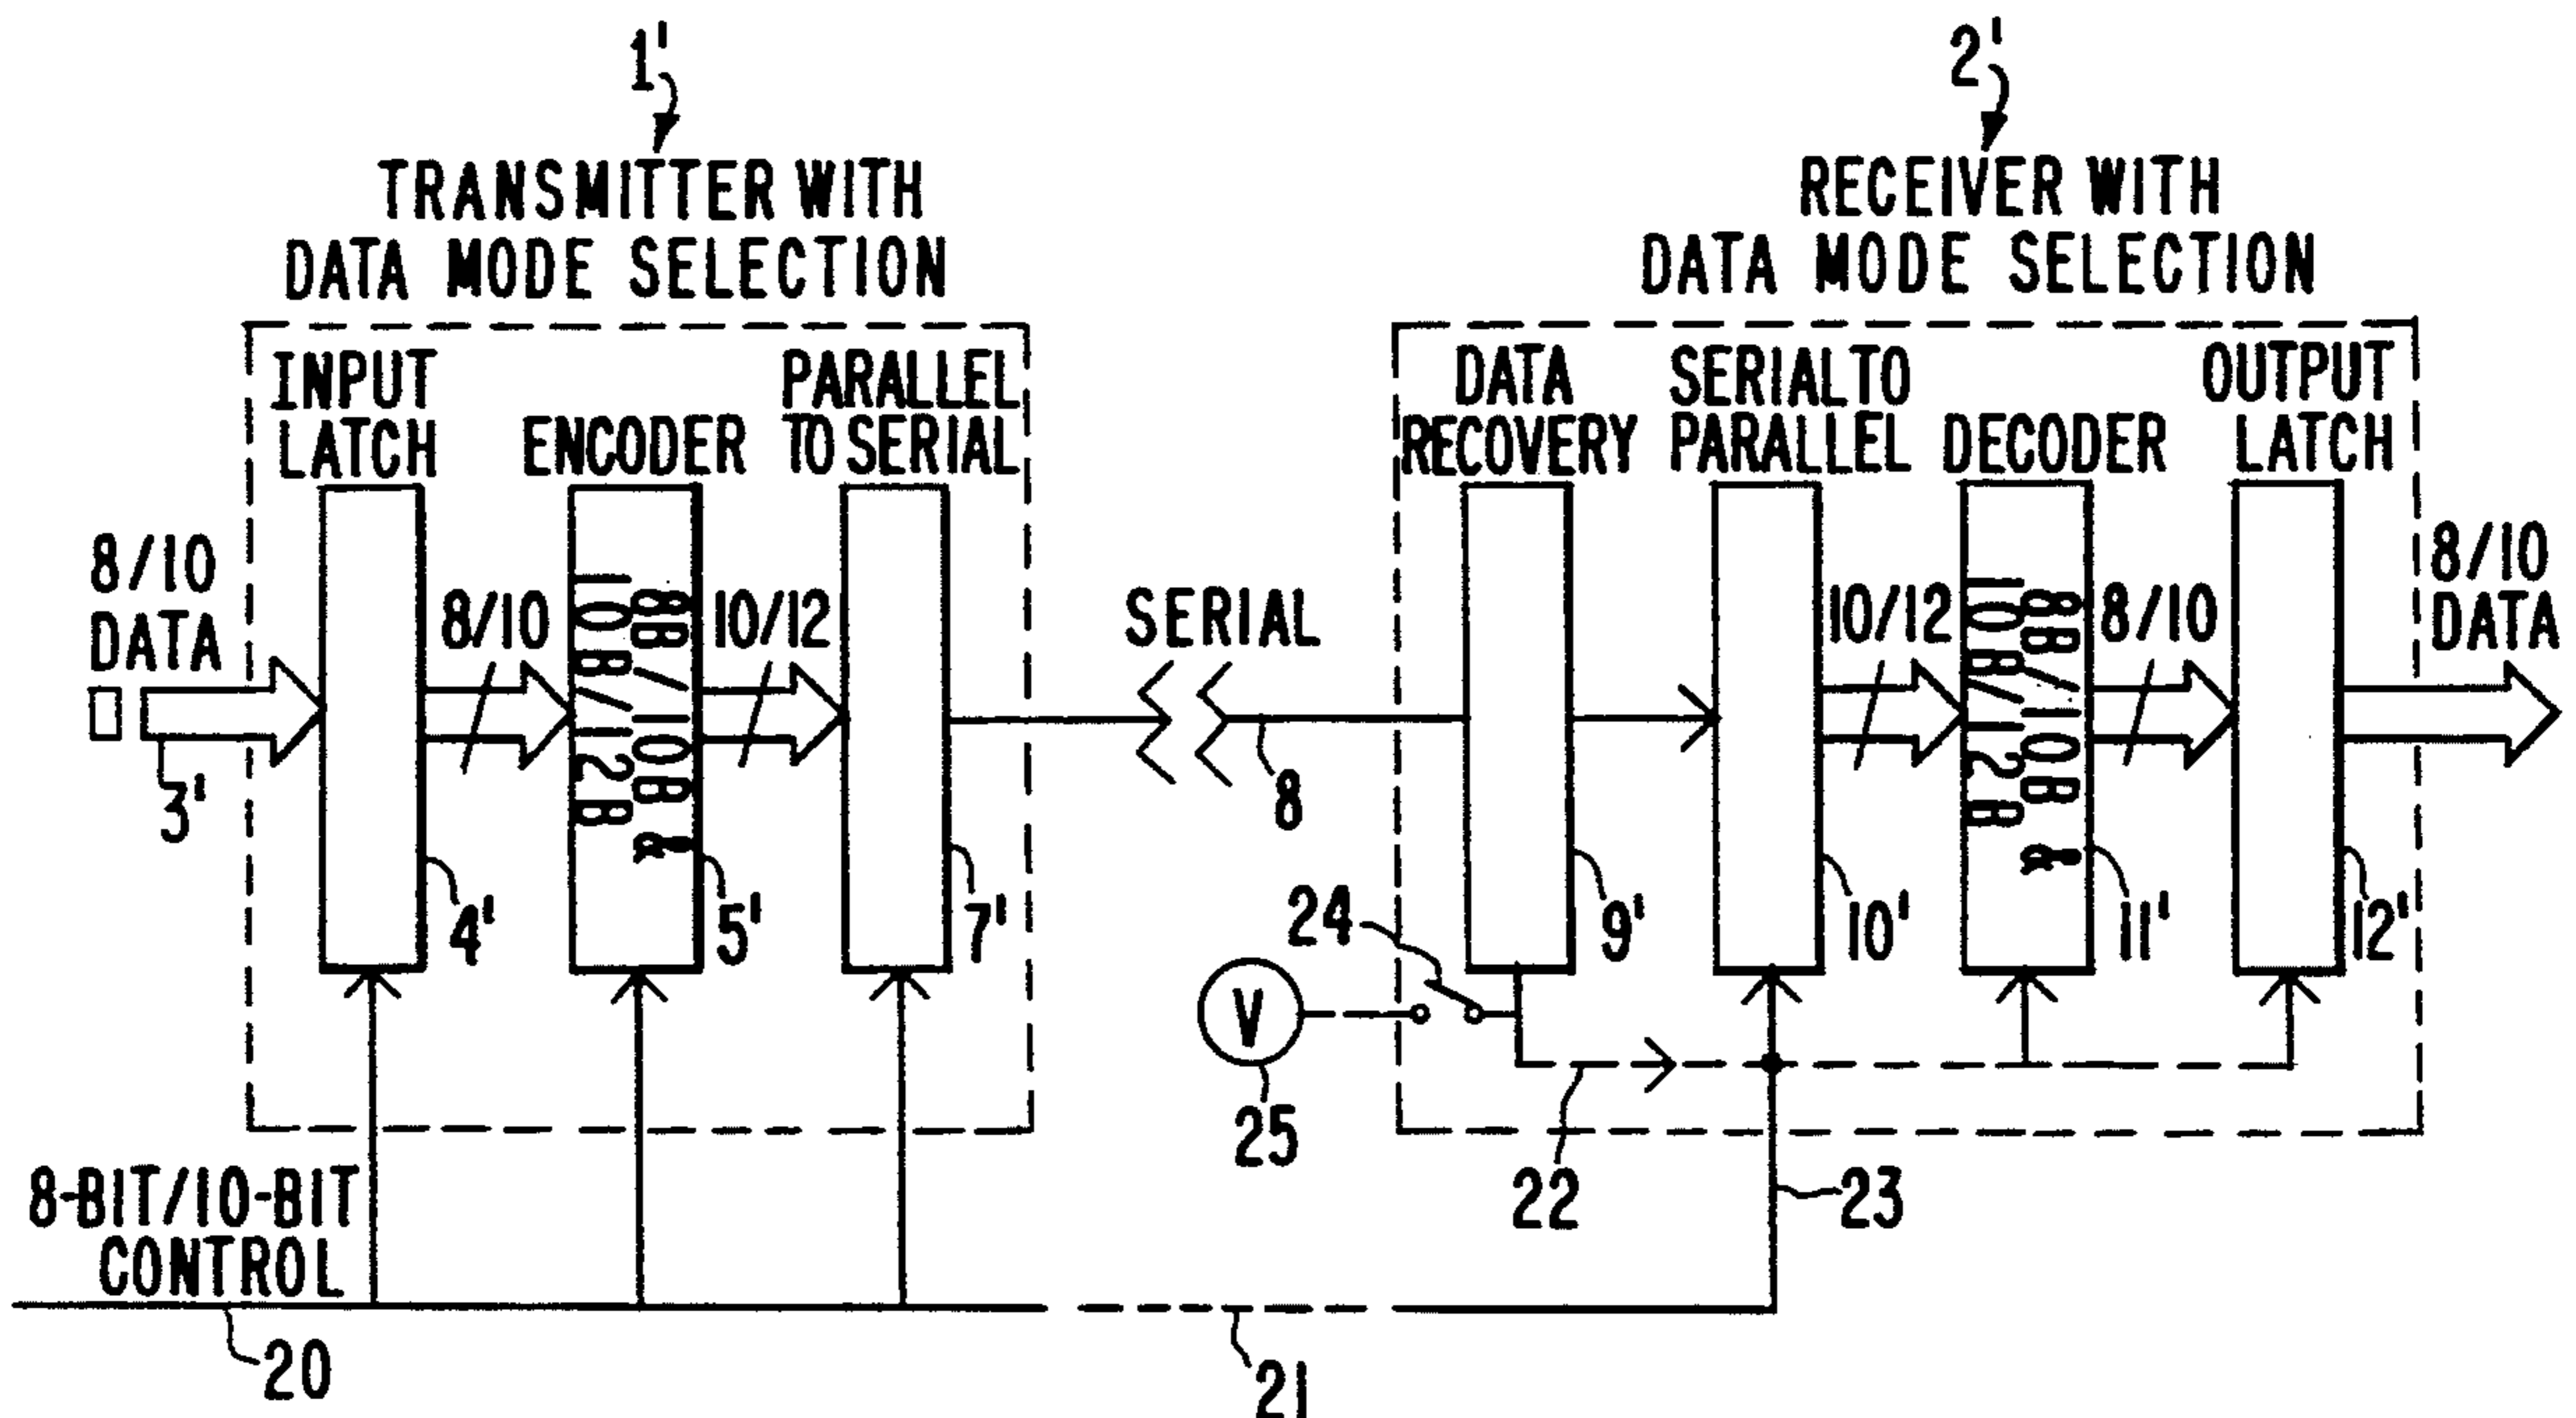 1'
TRANSMITTER WITH
DATA MODE SELECTION
2'
RECEIVER WITH
DATA MODE SELECTION
INPUT
LATCH
ENCODER
PARALLEL
TO SERIAL
DATA
RECOVERY
SERIAL TO
PARALLEL
DECODER
OUTPUT
LATCH
8/10
DATA
3'
8/10
8B/10B &
10B/12B
10/12
SERIAL
8
10/12
8B/10B &
10B/12B
8/10
8/10
DATA
4'
5'
7'
9'
10'
11'
12'
24
V
25
22
23
8-BIT/10-BIT
CONTROL
20
21